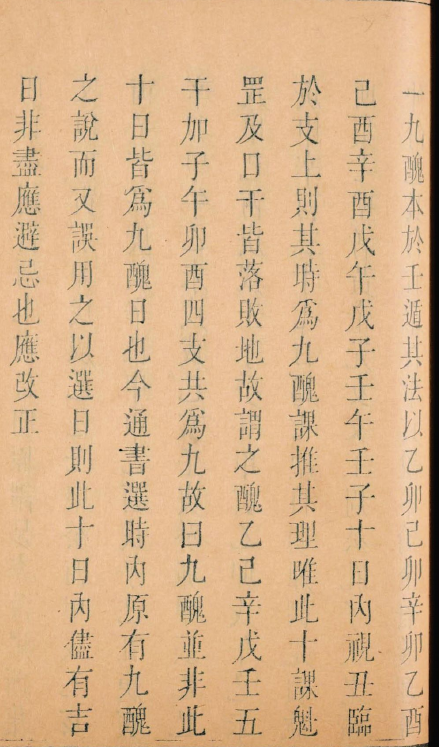 一九醜本於壬遁其法以乙卯己卯辛卯乙酉
己酉辛酉戊午戊子壬午壬子十日內視丑臨
於支上則其時爲九醜課推其理唯此十課魁
罡及日干皆落敗地故謂之醜乙己辛戊壬五
干加子午卯酉四支共爲九故曰九醜並非此
十日皆爲九醜日也今通書選時內原有九醜
之說而又誤用之以選日則此十日內儘有吉
日非盡應避忌也應改正